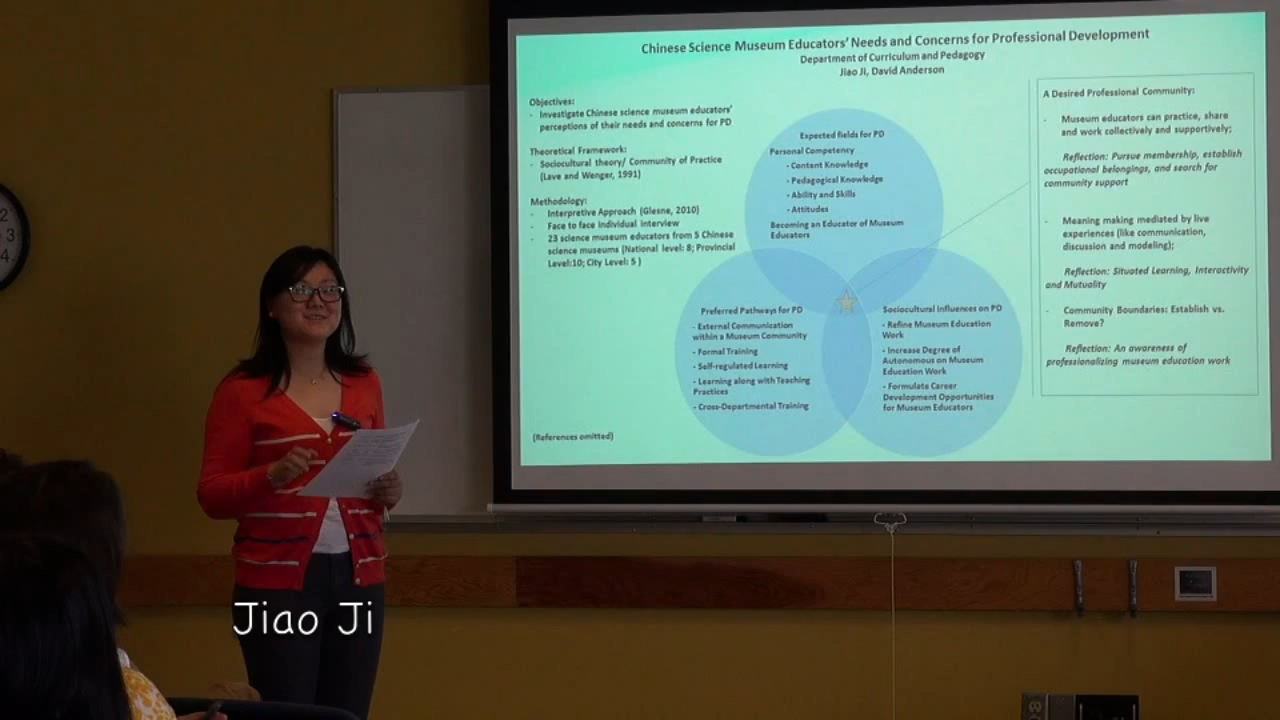 Chinese Science Museum Educators' Needs and Concerns for Professional Development
Department of Curriculum and Pedagogy
Jiao Ji, David Anderson
Objectives:
- Investigate Chinese science museum educators'
perceptions of their needs and concerns for PD
Theoretical Framework:
- Sociocultural theory/ Community of Practice
(Lave and Wenger, 1991)
Methodology:
- Interpretive Approach (Glesne, 2010)
- Face to face individual interview
- 23 science museum educators from 5 Chinese
science museums (National level: 8; Provincial
Level:10; City Level: 5 )
(References omitted)
Expected fields for PD
Personal Competency
- Content Knowledge
- Pedagogical Knowledge
- Ability and Skills
- Attitudes
Becoming an Educator of Museum
Educators
Preferred Pathways for PD
- External Communication
within a Museum Community
- Formal Training
- Self-regulated Learning
- Learning along with Teaching
Practices
- Cross-Departmental Training
Sociocultural Influences on PD
- Refine Museum Education
Work
- Increase Degree of
Autonomous on Museum
Education Work
- Formulate Career
Development Opportunities
for Museum Educators
A Desired Professional Community:
- Museum educators can practice, share
and work collectively and supportively;
Reflection: Pursue membership, establish
occupational belongings, and search for
community support
- Meaning making mediated by live
experiences (like communication,
discussion and modeling);
Reflection: Situated Learning, Interactivity
and Mutuality
- Community Boundaries: Establish vs.
Remove?
Reflection: An awareness of
professionalizing museum education work
2
3
4
Jiao Ji